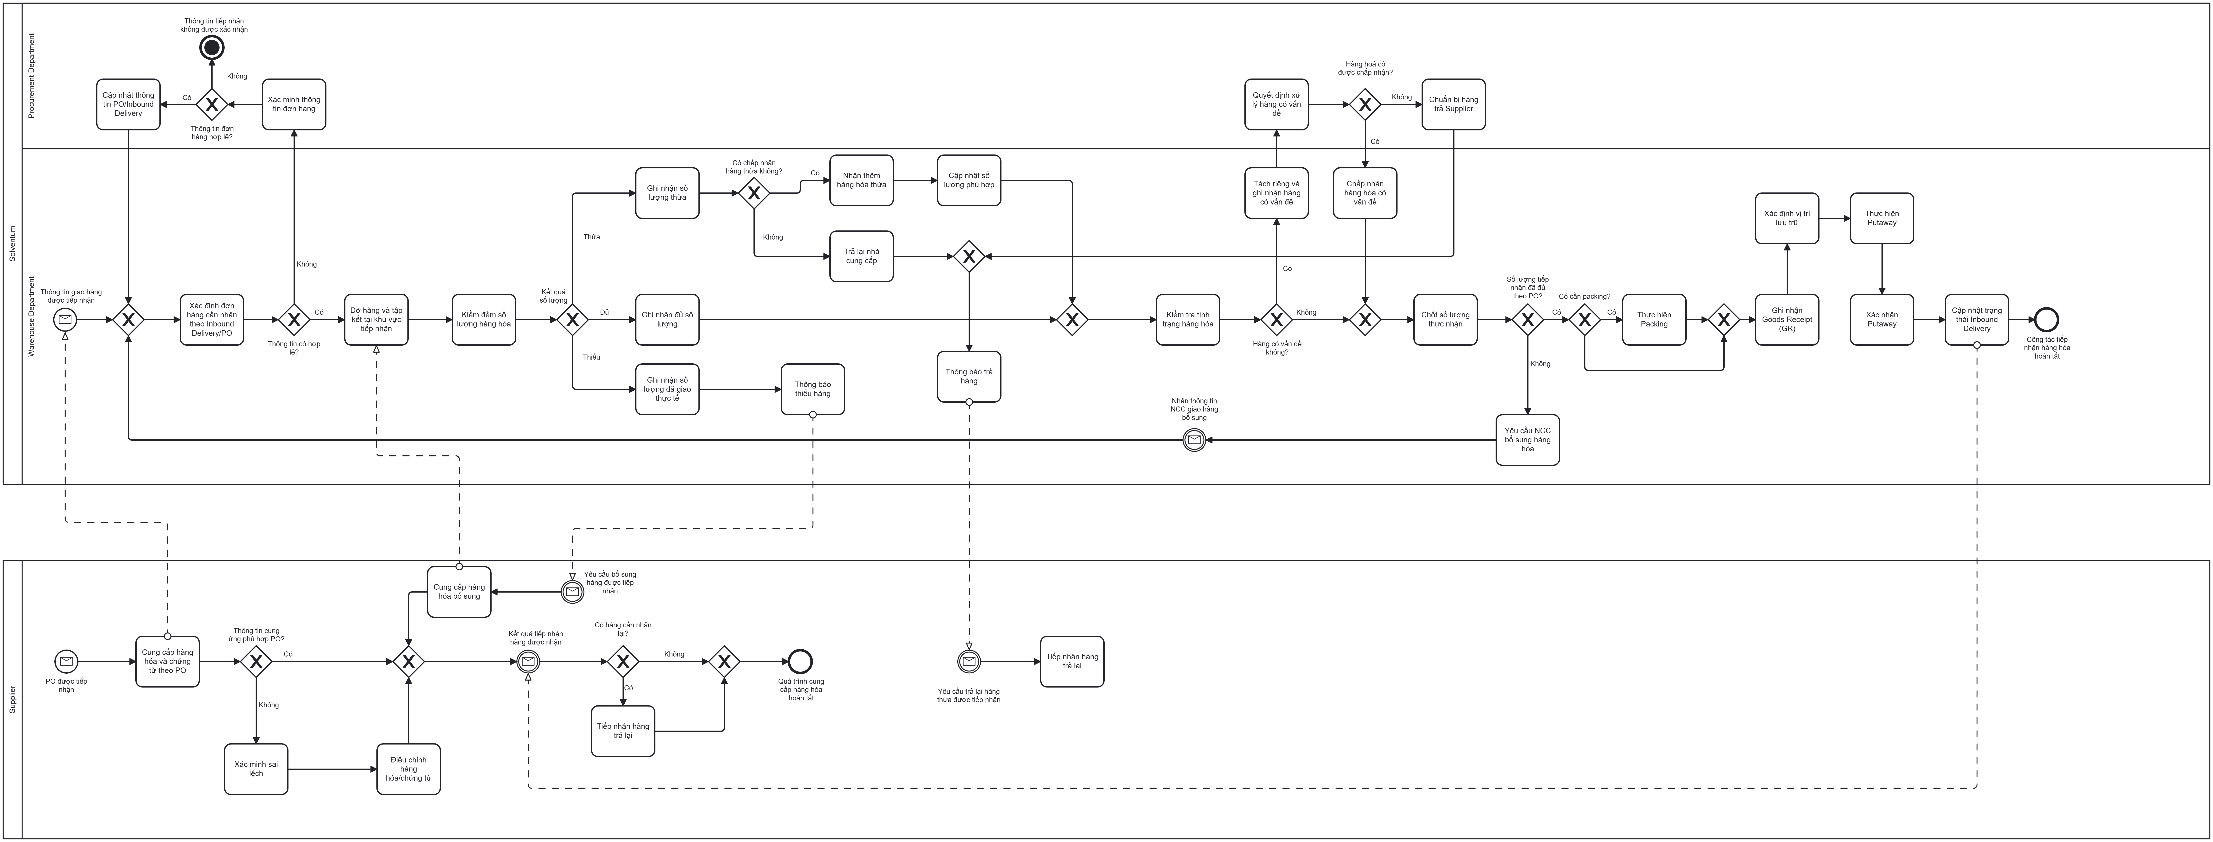 Solventum
Procurement Department
Thông tin tiếp nhận
không được xác nhận
Không
Cập nhật thông
tin PO/Inbound
Delivery
Có
Xác minh thông
tin đơn hàng
Thông tin đơn
hàng hợp lệ?
Quyết định xử
lý hàng có vấn
đề
Hàng hoá có
được chấp nhận?
Không
Chuẩn bị hàng
trả Supplier
Có
Warehouse Department
Thông tin giao hàng
được tiếp nhận
Xác định đơn
hàng cần nhận
theo Inbound
Delivery/PO
Không
Có
Thông tin có hợp
lệ?
Dỡ hàng và tập
kết tại khu vực
tiếp nhận
Kiểm đếm số
lượng hàng hóa
Kết quả
số lượng
Thừa
Đủ
Thiếu
Ghi nhận số
lượng thừa
Có chấp nhận
hàng thừa không?
Có
Không
Nhận thêm
hàng hóa thừa
Cập nhật số
lượng phù hợp
Trả lại nhà
cung cấp
Ghi nhận đủ số
lượng
Ghi nhận số
lượng đã giao
thực tế
Thông báo
thiếu hàng
Thông báo trả
hàng
Kiểm tra tình
trạng hàng hóa
Tách riêng và
ghi nhận hàng
có vấn đề
Có
Không
Hàng có vấn đề
không?
Chấp nhận
hàng hóa có
vấn đề
Chốt số lượng
thực nhận
Số lượng tiếp
nhận đã đủ
theo PO?
Có
Không
Có cần packing?
Có
Thực hiện
Packing
Ghi nhận
Goods Receipt
(GR)
Xác định vị trí
lưu trữ
Thực hiện
Putaway
Xác nhận
Putaway
Cập nhật trạng
thái Inbound
Delivery
Công tác tiếp
nhận hàng hóa
hoàn tất
Nhận thông tin
NCC giao hàng
bổ sung
Yêu cầu NCC
bổ sung hàng
hóa
Supplier
PO được tiếp
nhận
Cung cấp hàng
hóa và chứng
từ theo PO
Thông tin cung
ứng phù hợp PO?
Có
Không
Xác minh sai
lệch
Điều chỉnh
hàng
hóa/chứng từ
Cung cấp hàng
hóa bổ sung
Yêu cầu bổ sung
hàng được tiếp
nhận
Kết quả tiếp nhận
hàng được nhận
Có hàng cần nhận
lại?
Không
Có
Tiếp nhận hàng
trả lại
Quá trình cung
cấp hàng hóa
hoàn tất
Yêu cầu trả lại hàng
thừa được tiếp nhận
Tiếp nhận hàng
trả lại